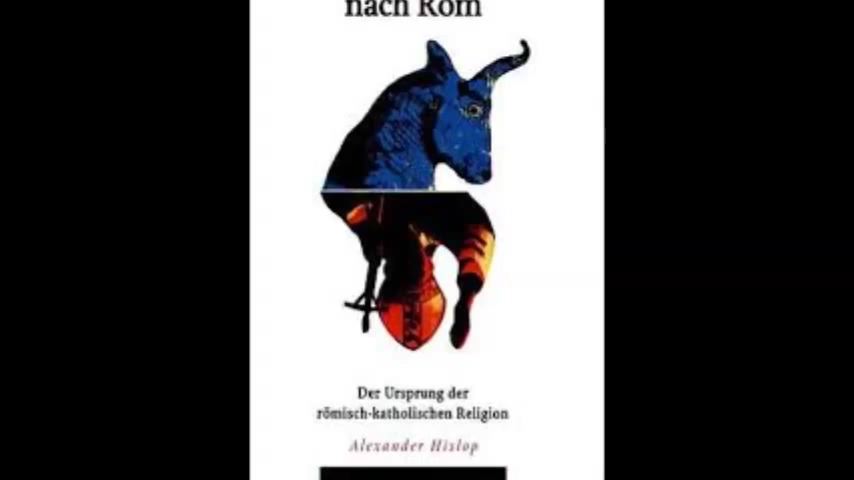 nach Rom
Der Ursprung der
römisch-katholischen Religion
Alexander Hislop